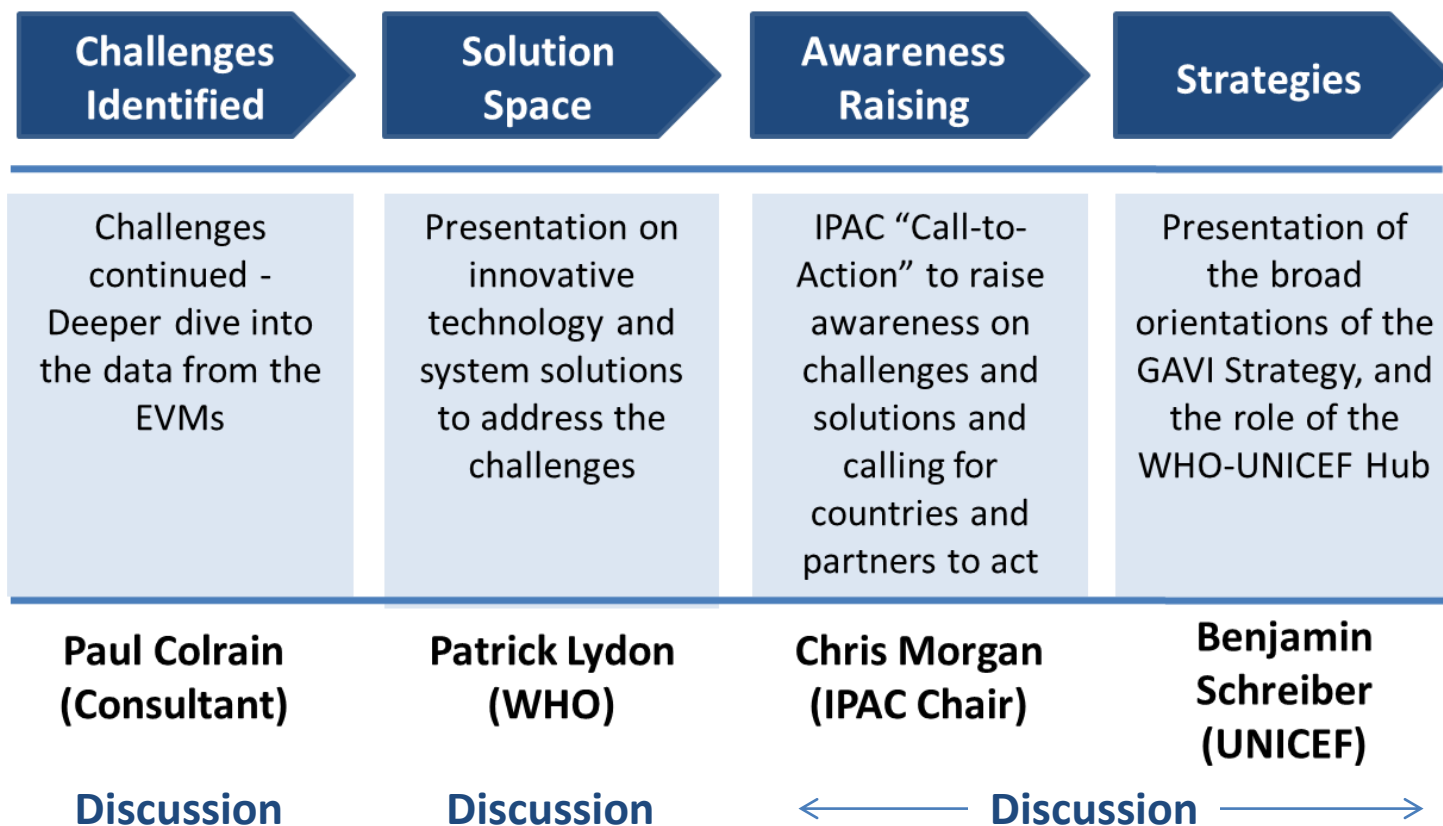 Challenges
Identified
Solution
Space
Awareness
Raising
Strategies
Challenges
continued -
Deeper dive into
the data from the
EVMs
Presentation on
innovative
technology and
system solutions
to address the
challenges
IPAC “Call-to-
Action” to raise
awareness on
challenges and
solutions and
calling for
countries and
partners to act
Presentation of
the broad
orientations of the
GAVI Strategy, and
the role of the
WHO-UNICEF Hub
Paul Colrain
(Consultant)
Patrick Lydon
(WHO)
Chris Morgan
(IPAC Chair)
Benjamin
Schreiber
(UNICEF)
Discussion
Discussion
Discussion